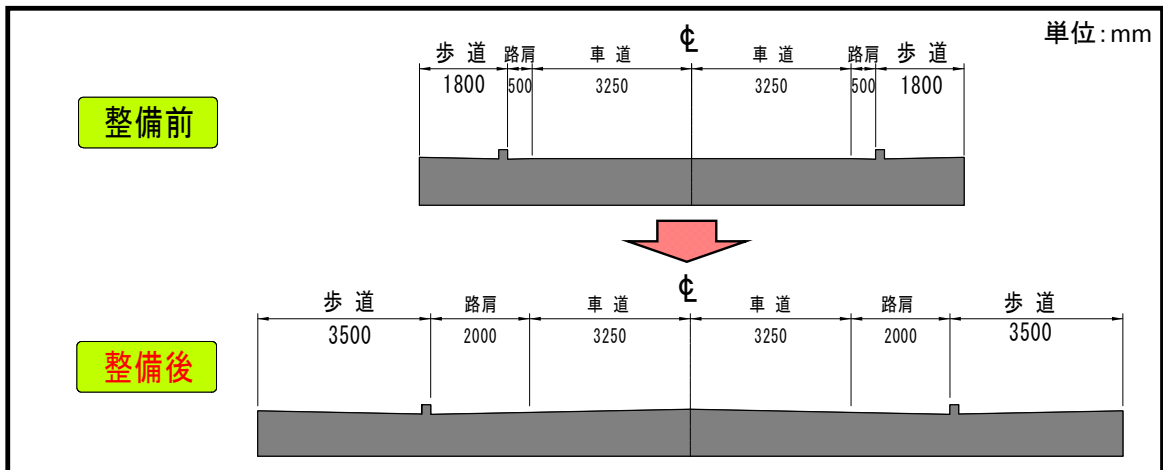 単位:mm
℄
歩 道 路肩 車 道 車 道 路肩 歩 道
1800 500 3250 3250 500 1800
整備前
℄
歩 道 路肩 車 道 車 道 路肩 歩 道
3500 2000 3250 3250 2000 3500
整備後